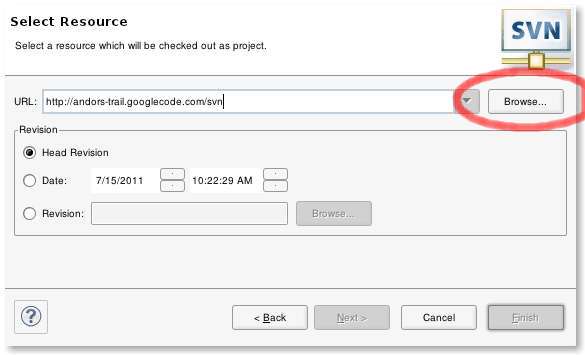 Select Resource
Select a resource which will be checked out as project.
SVN
URL: http://andors-trail.googlecode.com/svn Browse...
Revision
Head Revision
Date: 7/15/2011 10:22:29 AM
Revision: Browse...
? < Back Next > Cancel Finish